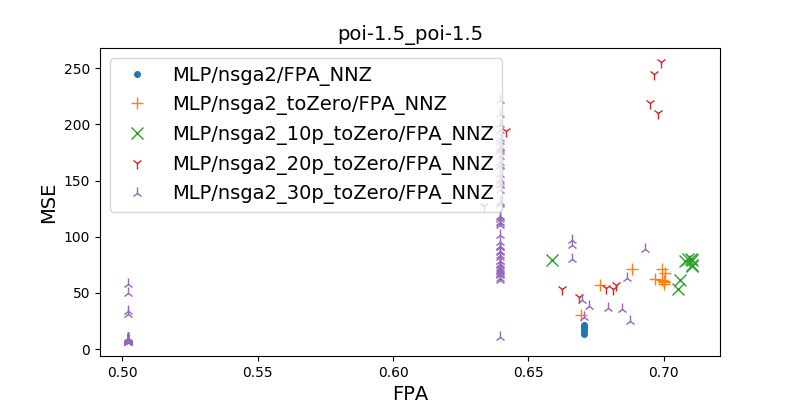 poi-1.5_poi-1.5
MLP/nsga2/FPA_NNZ
MLP/nsga2_toZero/FPA_NNZ
MLP/nsga2_10p_toZero/FPA_NNZ
MLP/nsga2_20p_toZero/FPA_NNZ
MLP/nsga2_30p_toZero/FPA_NNZ
MSE
250
200
150
100
50
0
0.50 0.55 0.60 0.65 0.70
FPA